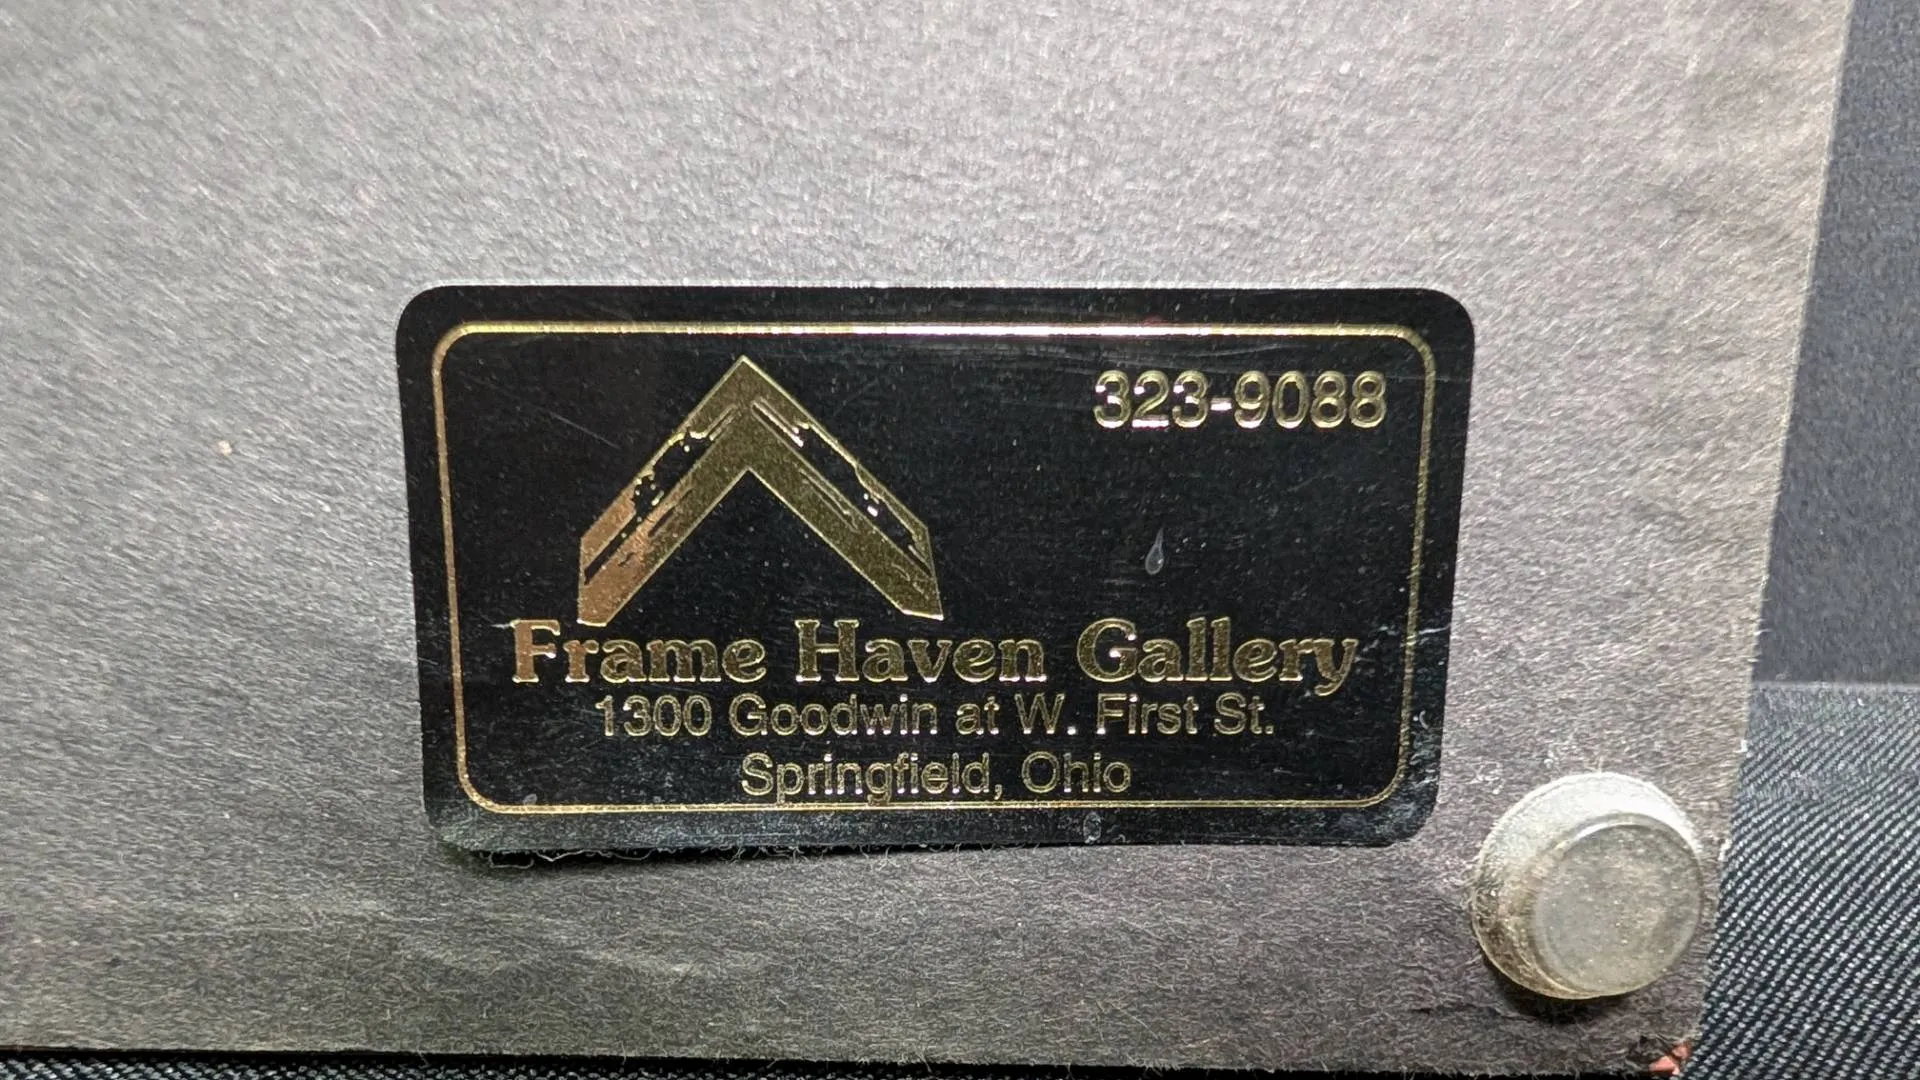 323-9088
Frame Haven Gallery
1300 Goodwin at W. First St.
Springfield, Ohio